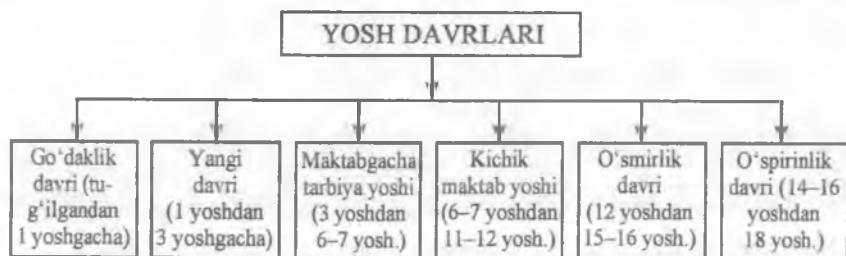 YOSH DAVRLARI
Go‘daklik
davri (tu-
g‘ilgandan
1 yoshgacha)
Yangi
davri
(1 yoshdan
3 yoshgacha)
Maktabgacha
tarbiya yoshi
(3 yoshdan
6–7 yosh.)
Kichik
maktab yoshi
(6–7 yoshdan
11–12 yosh.)
O‘smirlik
davri
(12 yoshdan
15–16 yosh.)
O‘spirinlik
davri (14–16
yoshdan
18 yosh.)